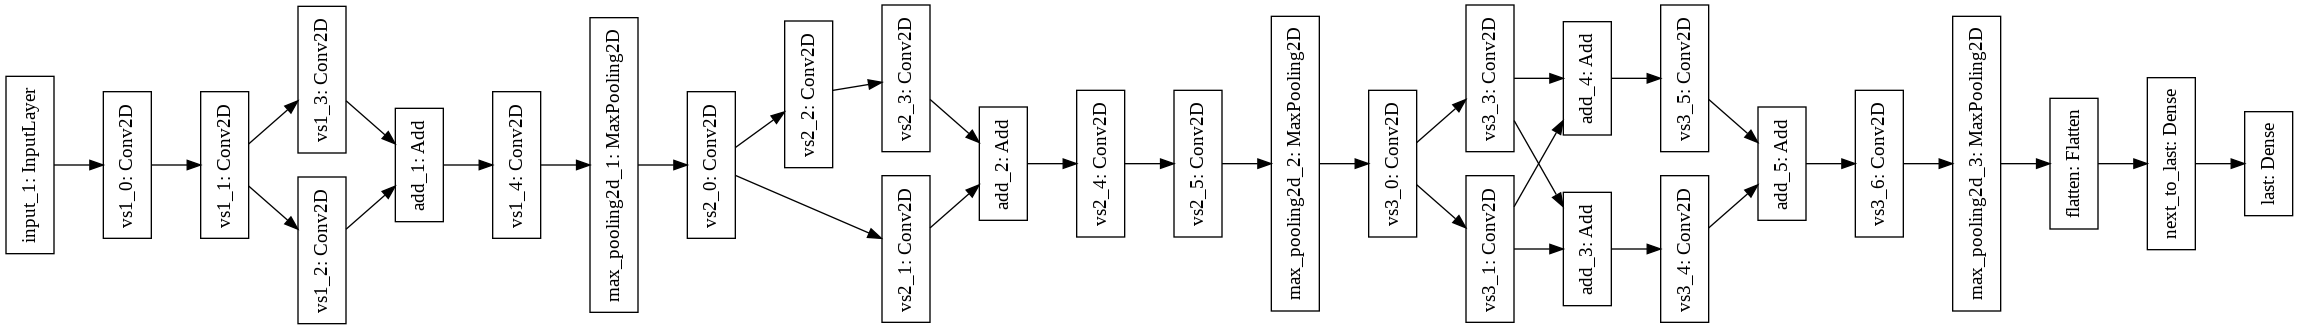 input_1: InputLayer
vs1_0: Conv2D
vs1_1: Conv2D
vs1_3: Conv2D
vs1_2: Conv2D
add_1: Add
vs1_4: Conv2D
max_pooling2d_1: MaxPooling2D
vs2_0: Conv2D
vs2_2: Conv2D
vs2_3: Conv2D
vs2_1: Conv2D
add_2: Add
vs2_4: Conv2D
vs2_5: Conv2D
max_pooling2d_2: MaxPooling2D
vs3_0: Conv2D
vs3_3: Conv2D
vs3_1: Conv2D
add_4: Add
add_3: Add
vs3_5: Conv2D
vs3_4: Conv2D
add_5: Add
vs3_6: Conv2D
max_pooling2d_3: MaxPooling2D
flatten: Flatten
next_to_last: Dense
last: Dense